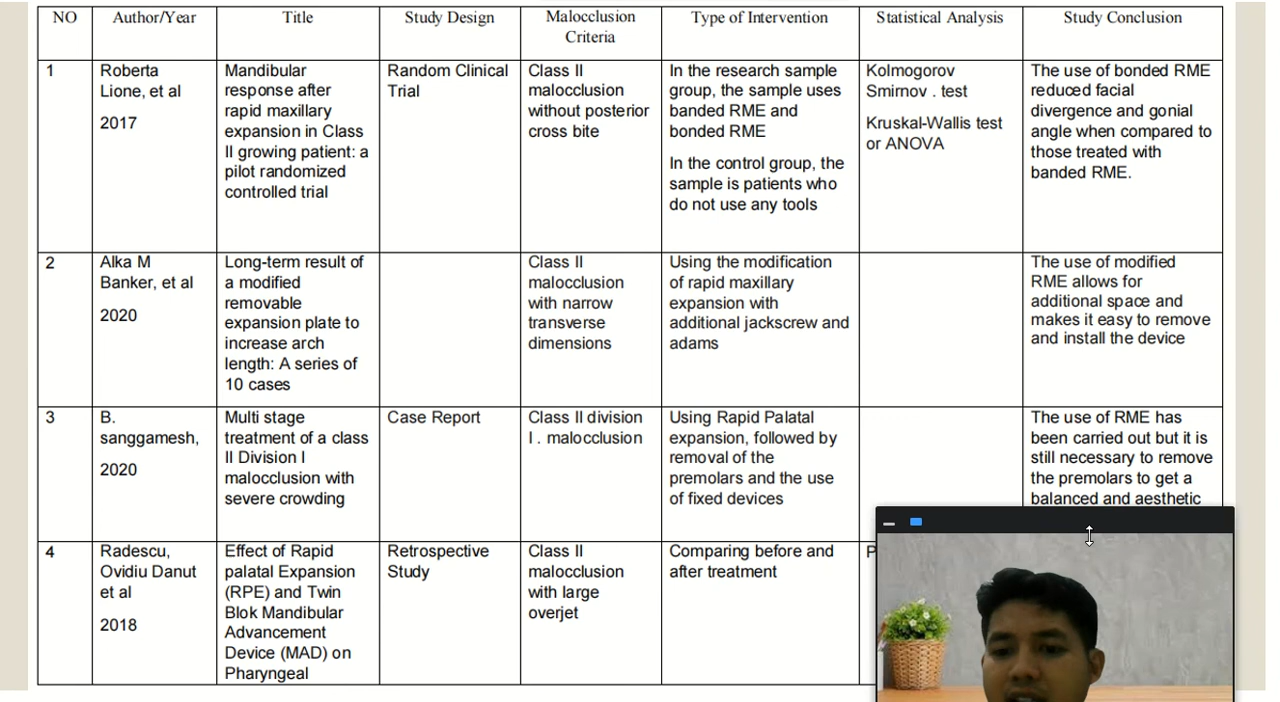 NO
Author/Year
Title
Study Design
Malocclusion
Criteria
Type of Intervention
Statistical Analysis
Study Conclusion
1
Roberta
Lione, et al
2017
Mandibular
response after
rapid maxillary
expansion in Class
II growing patient: a
pilot randomized
controlled trial
Random Clinical
Trial
Class II
malocclusion
without posterior
cross bite
In the research sample
group, the sample uses
banded RME and
bonded RME
In the control group, the
sample is patients who
do not use any tools
Kolmogorov
Smirnov . test
Kruskal-Wallis test
or ANOVA
The use of bonded RME
reduced facial
divergence and gonial
angle when compared to
those treated with
banded RME.
2
Alka M
Banker, et al
2020
Long-term result of
a modified
removable
expansion plate to
increase arch
length: A series of
10 cases
Class II
malocclusion
with narrow
transverse
dimensions
Using the modification
of rapid maxillary
expansion with
additional jackscrew and
adams
The use of modified
RME allows for
additional space and
makes it easy to remove
and install the device
3
B.
sanggamesh,
2020
Multi stage
treatment of a class
II Division I
malocclusion with
severe crowding
Case Report
Class II division
I . malocclusion
Using Rapid Palatal
expansion, followed by
removal of the
premolars and the use
of fixed devices
The use of RME has
been carried out but it is
still necessary to remove
the premolars to get a
balanced and aesthetic
4
Radescu,
Ovidiu Danut
et al
2018
Effect of Rapid
palatal Expansion
(RPE) and Twin
Blok Mandibular
Advancement
Device (MAD) on
Pharyngeal
Retrospective
Study
Class II
malocclusion
with large
overjet
Comparing before and
after treatment